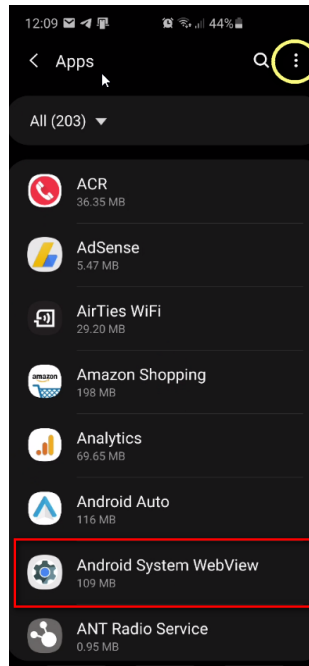 12:09 44%
Apps
All (203)
ACR
36.35 MB
AdSense
5.47 MB
AirTies WiFi
29.20 MB
amazon
Amazon Shopping
198 MB
Analytics
69.65 MB
Android Auto
116 MB
Android System WebView
109 MB
ANT Radio Service
0.95 MB